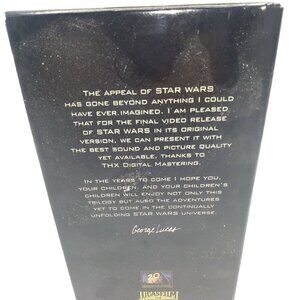 THE APPEAL OF STAR WARS
HAS GONE BEYOND ANYTHING I COULD
HAVE EVER IMAGINED. I AM PLEASED
THAT FOR THE FINAL VIDEO RELEASE
OF STAR WARS IN ITS ORIGINAL
VERSION, WE CAN PRESENT IT WITH
THE BEST SOUND AND PICTURE QUALITY
YET AVAILABLE, THANKS TO
THX DIGITAL MASTERING.
IN THE YEARS TO COME I HOPE YOU,
YOUR CHILDREN, AND YOUR CHILDREN'S
CHILDREN WILL ENJOY NOT ONLY THIS
TRILOGY BUT ALSO THE ADVENTURES
YET TO COME IN THE CONTINUALLY
UNFOLDING STAR WARS UNIVERSE.
George Lucas
20
LUCASFILM